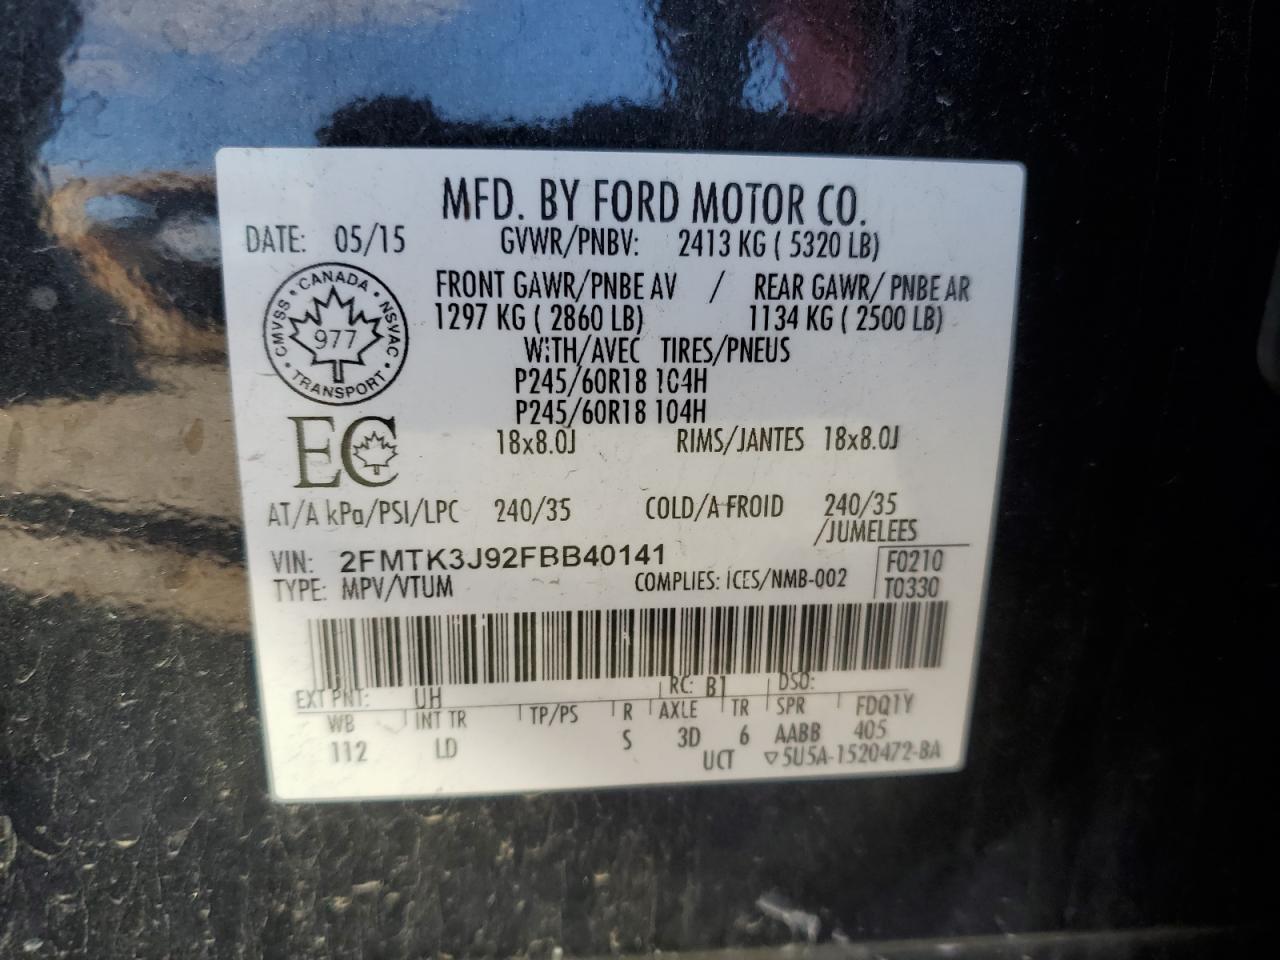 MFD. BY FORD MOTOR CO.
DATE: 05/15 GVWR/PNBV: 2413 KG ( 5320 LB)
FRONT GAWR/PNBE AV / REAR GAWR/ PNBE AR
1297 KG ( 2860 LB) 1134 KG ( 2500 LB)
WITH/AVEC TIRES/PNEUS
P245/60R18 104H
P245/60R18 104H
CMVSS • CANADA • NSVAC • TRANSPORT •
977
EC
18x8.0J RIMS/JANTES 18x8.0J
AT/A kPa/PSI/LPC 240/35 COLD/A FROID 240/35
/JUMELEES
VIN: 2FMTK3J92FBB40141 F0210
TYPE: MPV/VTUM COMPLIES: ICES/NMB-002 T0330
EXT PNT: UH RC: B1 DSO:
WB INT TR TP/PS R AXLE TR SPR FDQ1Y
112 LD S 3D 6 AABB 405
UCT ▽5U5A-1520472-BA